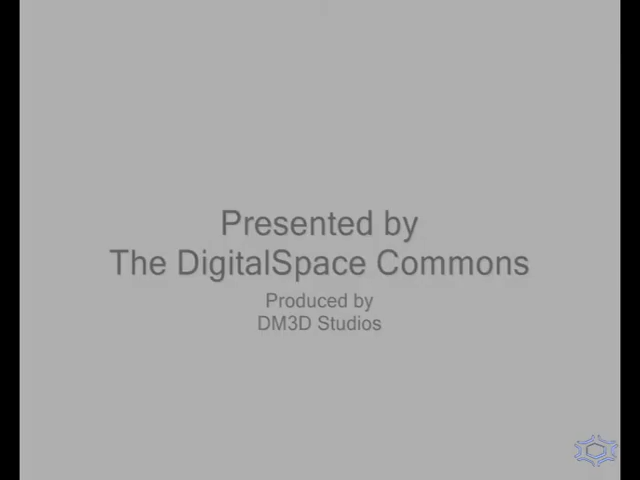 Presented by
The DigitalSpace Commons
Produced by
DM3D Studios